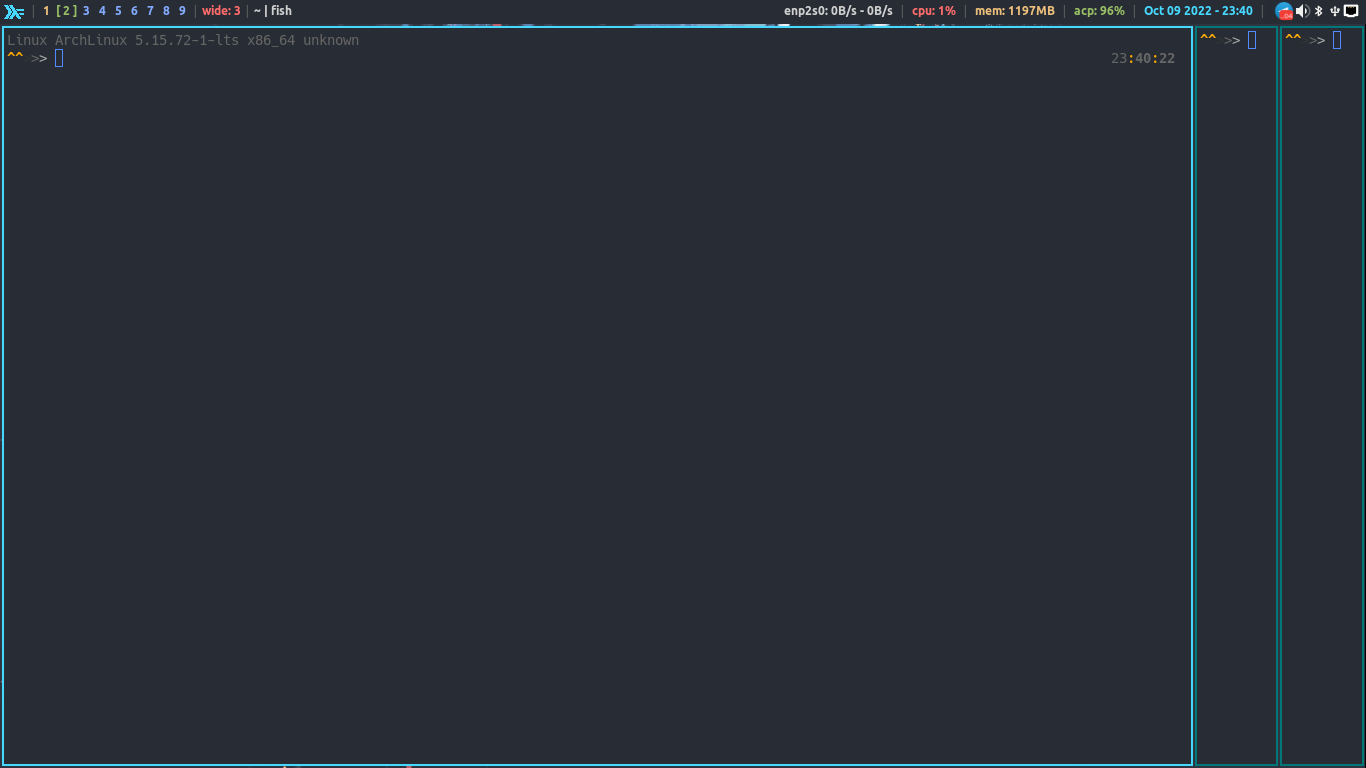 1 [ 2 ] 3 4 5 6 7 8 9 | wide: 3 | ~ | fish
enp2s0: 0B/s - 0B/s | cpu: 1% | mem: 1197MB | acp: 96% | Oct 09 2022 - 23:40 |
Linux ArchLinux 5.15.72-1-lts x86_64 unknown
^^ >>
23:40:22
^^ >>
^^ >>